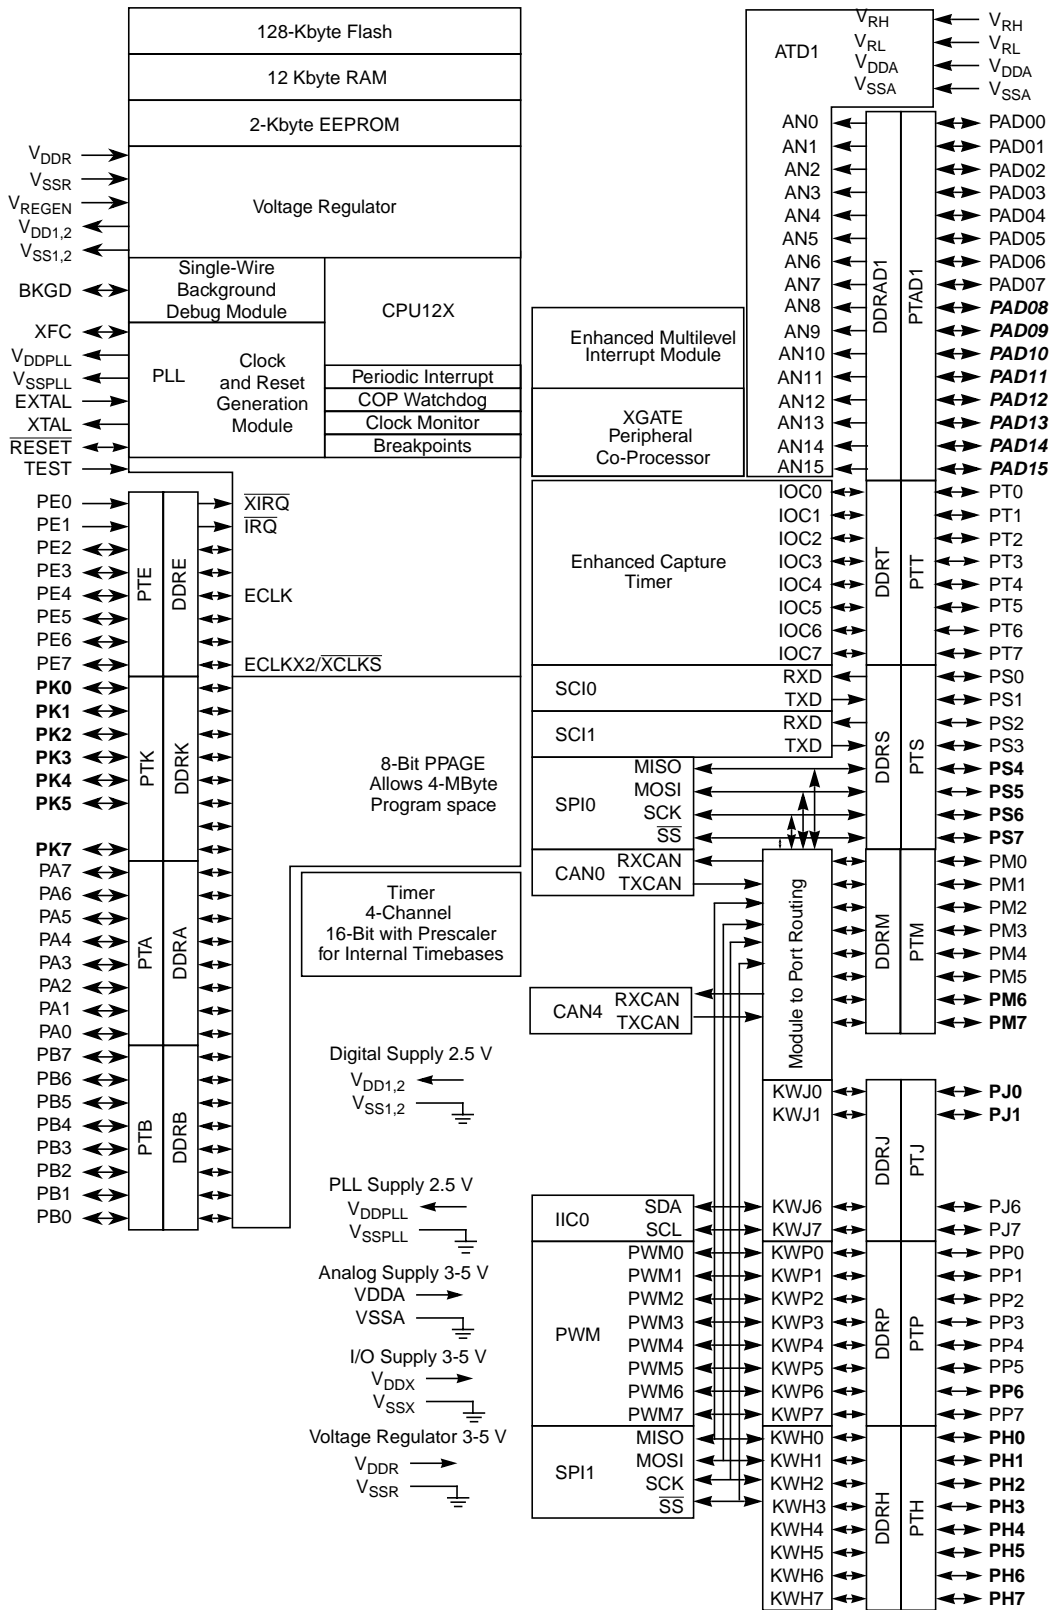 128-Kbyte Flash
12 Kbyte RAM
2-Kbyte EEPROM
VDDR
VSSR
VREGEN
VDD1,2
VSS1,2
Voltage Regulator
BKGD
XFC
VDDPLL
VSSPLL
EXTAL
XTAL
RESET
TEST
Single-Wire
Background
Debug Module
CPU12X
PLL
Clock
and Reset
Generation
Module
Periodic Interrupt
COP Watchdog
Clock Monitor
Breakpoints
PE0
PE1
PE2
PE3
PE4
PE5
PE6
PE7
PTE
DDRE
XIRQ
IRQ
ECLK
ECLKX2/XCLKS
PK0
PK1
PK2
PK3
PK4
PK5
PK7
PTK
DDRK
8-Bit PPAGE
Allows 4-MByte
Program space
PA7
PA6
PA5
PA4
PA3
PA2
PA1
PA0
PTA
DDRA
Timer
4-Channel
16-Bit with Prescaler
for Internal Timebases
PB7
PB6
PB5
PB4
PB3
PB2
PB1
PB0
PTB
DDRB
Digital Supply 2.5 V
VDD1,2
VSS1,2
PLL Supply 2.5 V
VDDPLL
VSSPLL
Analog Supply 3-5 V
VDDA
VSSA
I/O Supply 3-5 V
VDDX
VSSX
Voltage Regulator 3-5 V
VDDR
VSSR
Enhanced Multilevel
Interrupt Module
XGATE
Peripheral
Co-Processor
ATD1
VRH
VRL
VDDA
VSSA
VRH
VRL
VDDA
VSSA
AN0
AN1
AN2
AN3
AN4
AN5
AN6
AN7
AN8
AN9
AN10
AN11
AN12
AN13
AN14
AN15
DDRAD1
PTAD1
PAD00
PAD01
PAD02
PAD03
PAD04
PAD05
PAD06
PAD07
PAD08
PAD09
PAD10
PAD11
PAD12
PAD13
PAD14
PAD15
Enhanced Capture
Timer
IOC0
IOC1
IOC2
IOC3
IOC4
IOC5
IOC6
IOC7
DDRT
PTT
PT0
PT1
PT2
PT3
PT4
PT5
PT6
PT7
SCI0
RXD
TXD
SCI1
RXD
TXD
SPI0
MISO
MOSI
SCK
SS
DDRS
PTS
PS0
PS1
PS2
PS3
PS4
PS5
PS6
PS7
CAN0
RXCAN
TXCAN
CAN4
RXCAN
TXCAN
Module to Port Routing
DDRM
PTM
PM0
PM1
PM2
PM3
PM4
PM5
PM6
PM7
KWJ0
KWJ1
KWJ6
KWJ7
DDRJ
PTJ
PJ0
PJ1
PJ6
PJ7
IIC0
SDA
SCL
PWM
PWM0
PWM1
PWM2
PWM3
PWM4
PWM5
PWM6
PWM7
KWP0
KWP1
KWP2
KWP3
KWP4
KWP5
KWP6
KWP7
DDRP
PTP
PP0
PP1
PP2
PP3
PP4
PP5
PP6
PP7
SPI1
MISO
MOSI
SCK
SS
KWH0
KWH1
KWH2
KWH3
KWH4
KWH5
KWH6
KWH7
DDRH
PTH
PH0
PH1
PH2
PH3
PH4
PH5
PH6
PH7